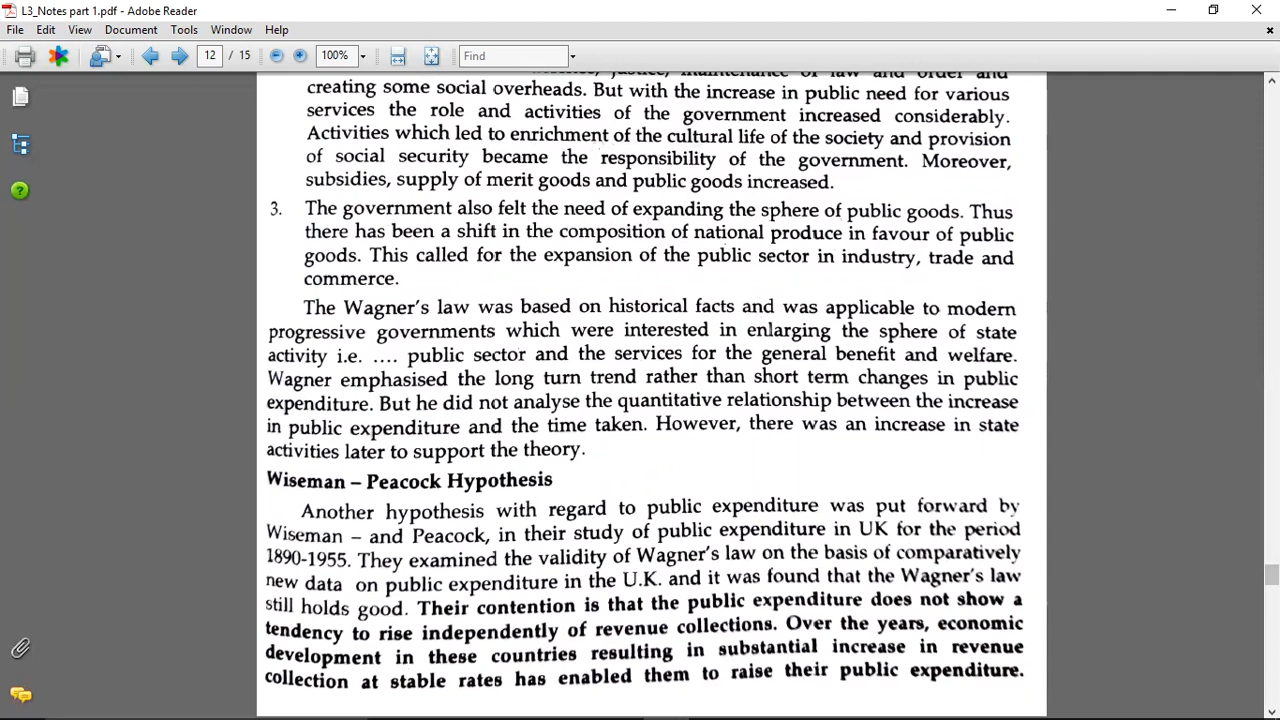 L3_Notes part 1.pdf - Adobe Reader
File Edit View Document Tools Window Help
12 / 15 100% Find
justice, maintenance of law and order and
creating some social overheads. But with the increase in public need for various
services the role and activities of the government increased considerably.
Activities which led to enrichment of the cultural life of the society and provision
of social security became the responsibility of the government. Moreover,
subsidies, supply of merit goods and public goods increased.
3. The government also felt the need of expanding the sphere of public goods. Thus
there has been a shift in the composition of national produce in favour of public
goods. This called for the expansion of the public sector in industry, trade and
commerce.
The Wagner's law was based on historical facts and was applicable to modern
progressive governments which were interested in enlarging the sphere of state
activity i.e. .... public sector and the services for the general benefit and welfare.
Wagner emphasised the long turn trend rather than short term changes in public
expenditure. But he did not analyse the quantitative relationship between the increase
in public expenditure and the time taken. However, there was an increase in state
activities later to support the theory.
Wiseman – Peacock Hypothesis
Another hypothesis with regard to public expenditure was put forward by
Wiseman – and Peacock, in their study of public expenditure in UK for the period
1890-1955. They examined the validity of Wagner's law on the basis of comparatively
new data on public expenditure in the U.K. and it was found that the Wagner's law
still holds good. Their contention is that the public expenditure does not show a
tendency to rise independently of revenue collections. Over the years, economic
development in these countries resulting in substantial increase in revenue
collection at stable rates has enabled them to raise their public expenditure.